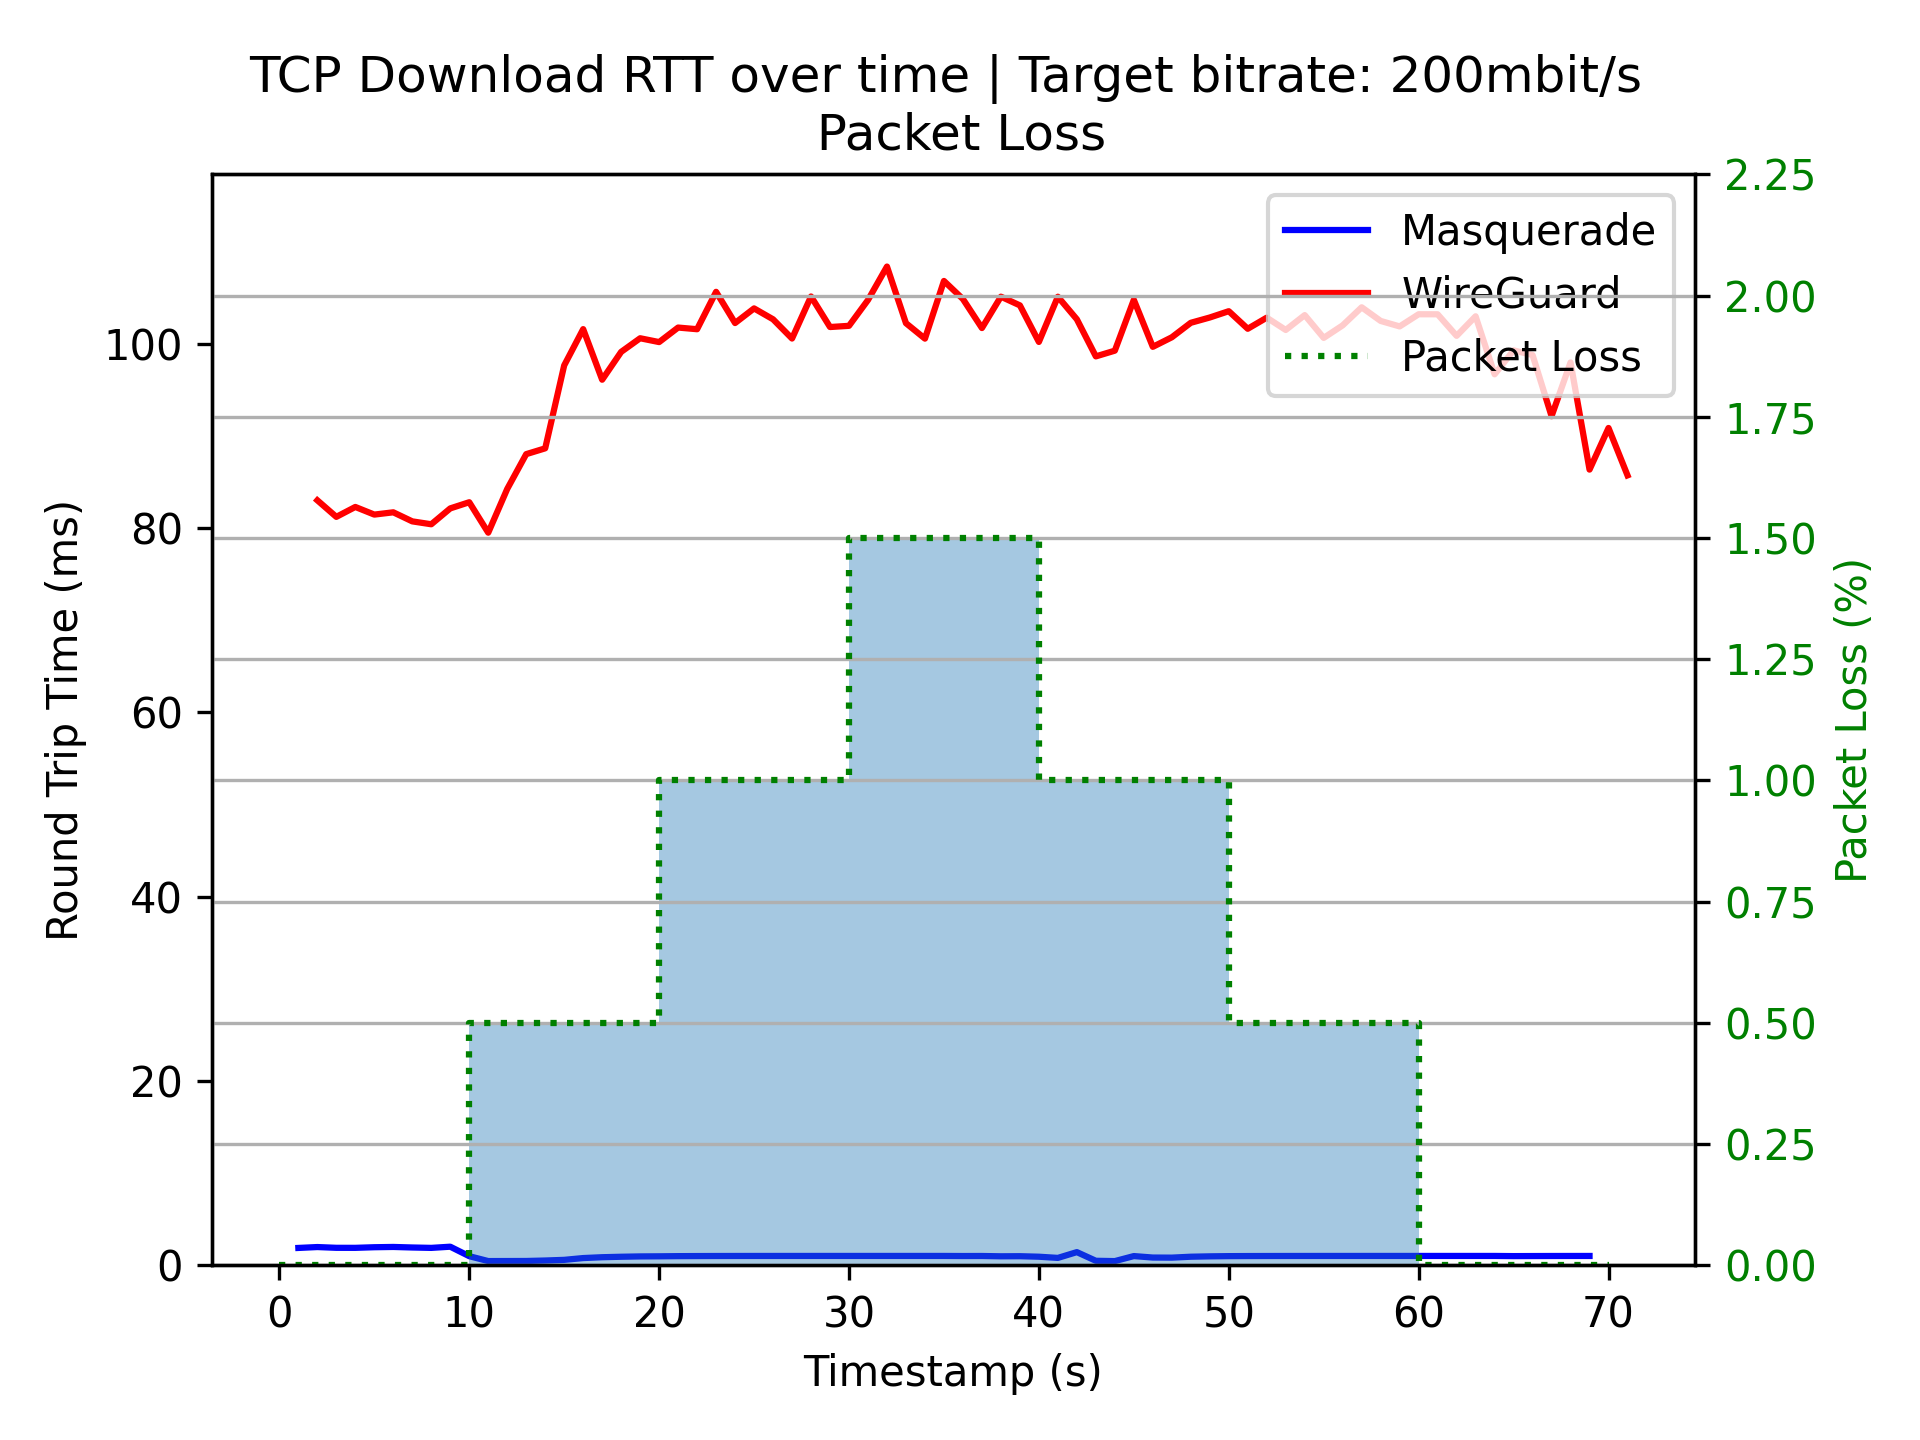 TCP Download RTT over time | Target bitrate: 200mbit/s
Packet Loss
Masquerade
WireGuard
Packet Loss
Round Trip Time (ms)
100
80
60
40
20
0
2.25
2.00
1.75
1.50
1.25
1.00
0.75
0.50
0.25
0.00
Packet Loss (%)
0 10 20 30 40 50 60 70
Timestamp (s)